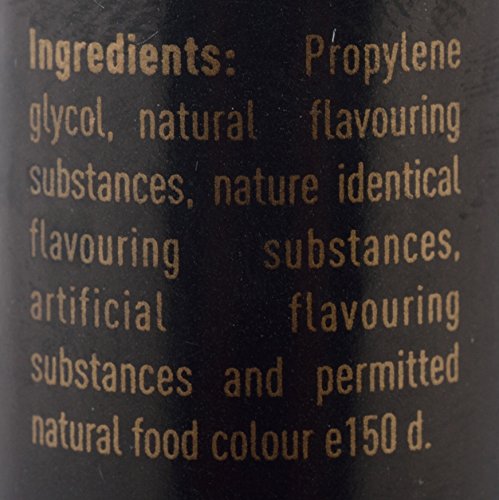 Ingredients: Propylene
glycol, natural flavouring
substances, nature identical
flavouring substances,
artificial flavouring
substances and permitted
natural food colour e150 d.